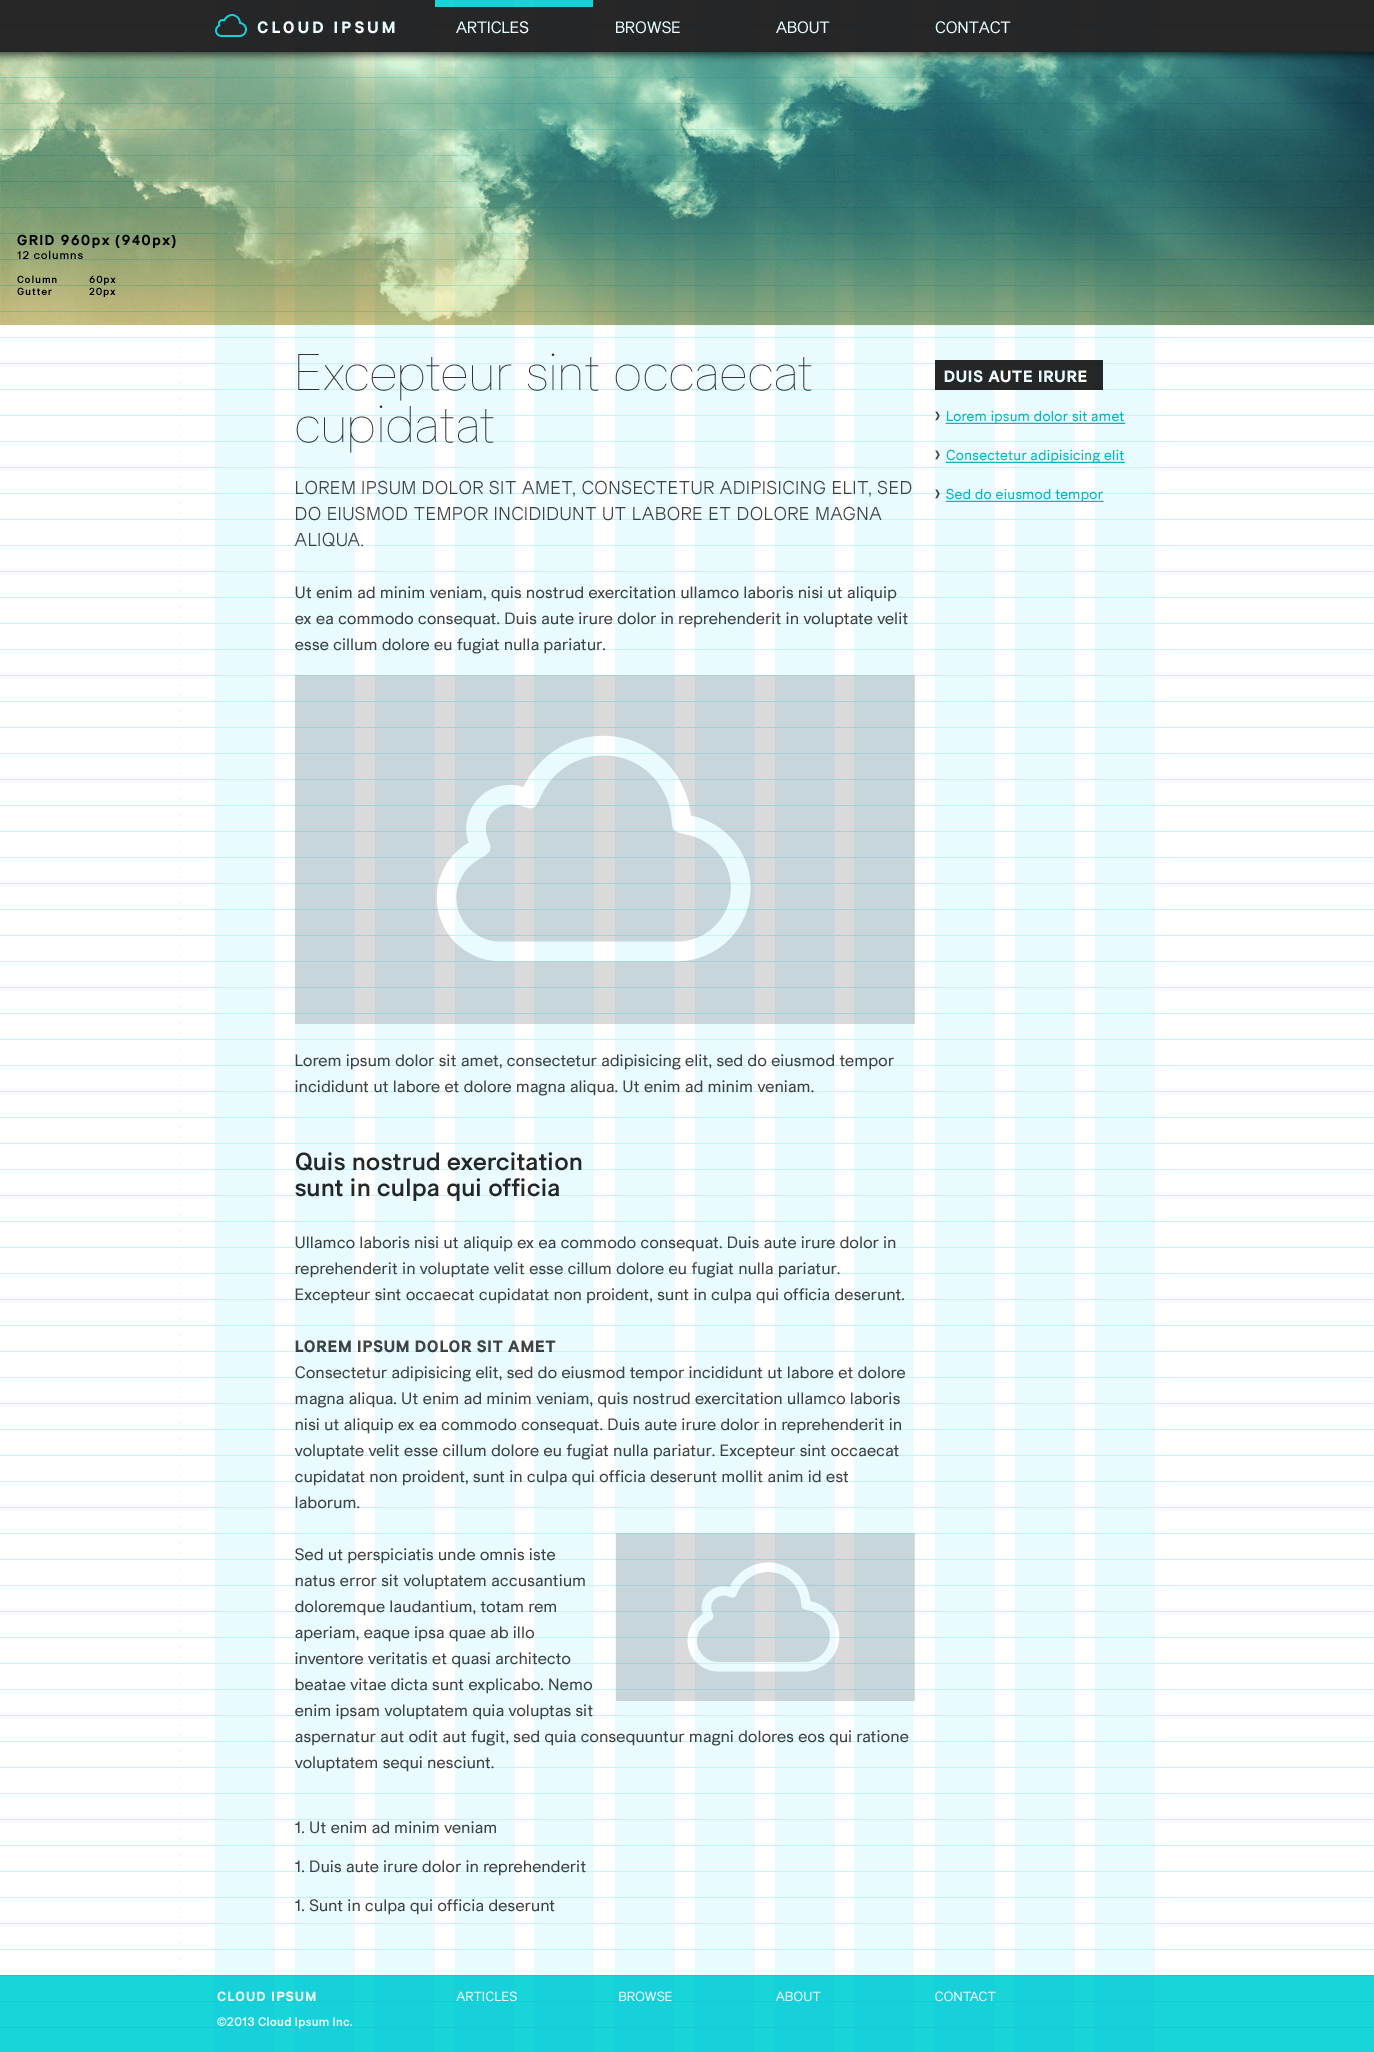 CLOUD IPSUM
ARTICLES
BROWSE
ABOUT
CONTACT
GRID 960px (940px)
12 columns
Column 60px
Gutter 20px
Excepteur sint occaecat
cupidatat
LOREM IPSUM DOLOR SIT AMET, CONSECTETUR ADIPISICING ELIT, SED
DO EIUSMOD TEMPOR INCIDIDUNT UT LABORE ET DOLORE MAGNA
ALIQUA.
Ut enim ad minim veniam, quis nostrud exercitation ullamco laboris nisi ut aliquip
ex ea commodo consequat. Duis aute irure dolor in reprehenderit in voluptate velit
esse cillum dolore eu fugiat nulla pariatur.
Lorem ipsum dolor sit amet, consectetur adipisicing elit, sed do eiusmod tempor
incididunt ut labore et dolore magna aliqua. Ut enim ad minim veniam.
Quis nostrud exercitation
sunt in culpa qui officia
Ullamco laboris nisi ut aliquip ex ea commodo consequat. Duis aute irure dolor in
reprehenderit in voluptate velit esse cillum dolore eu fugiat nulla pariatur.
Excepteur sint occaecat cupidatat non proident, sunt in culpa qui officia deserunt.
LOREM IPSUM DOLOR SIT AMET
Consectetur adipisicing elit, sed do eiusmod tempor incididunt ut labore et dolore
magna aliqua. Ut enim ad minim veniam, quis nostrud exercitation ullamco laboris
nisi ut aliquip ex ea commodo consequat. Duis aute irure dolor in reprehenderit in
voluptate velit esse cillum dolore eu fugiat nulla pariatur. Excepteur sint occaecat
cupidatat non proident, sunt in culpa qui officia deserunt mollit anim id est
laborum.
Sed ut perspiciatis unde omnis iste
natus error sit voluptatem accusantium
doloremque laudantium, totam rem
aperiam, eaque ipsa quae ab illo
inventore veritatis et quasi architecto
beatae vitae dicta sunt explicabo. Nemo
enim ipsam voluptatem quia voluptas sit
aspernatur aut odit aut fugit, sed quia consequuntur magni dolores eos qui ratione
voluptatem sequi nesciunt.
1. Ut enim ad minim veniam
1. Duis aute irure dolor in reprehenderit
1. Sunt in culpa qui officia deserunt
DUIS AUTE IRURE
› Lorem ipsum dolor sit amet
› Consectetur adipisicing elit
› Sed do eiusmod tempor
CLOUD IPSUM
©2013 Cloud Ipsum Inc.
ARTICLES
BROWSE
ABOUT
CONTACT